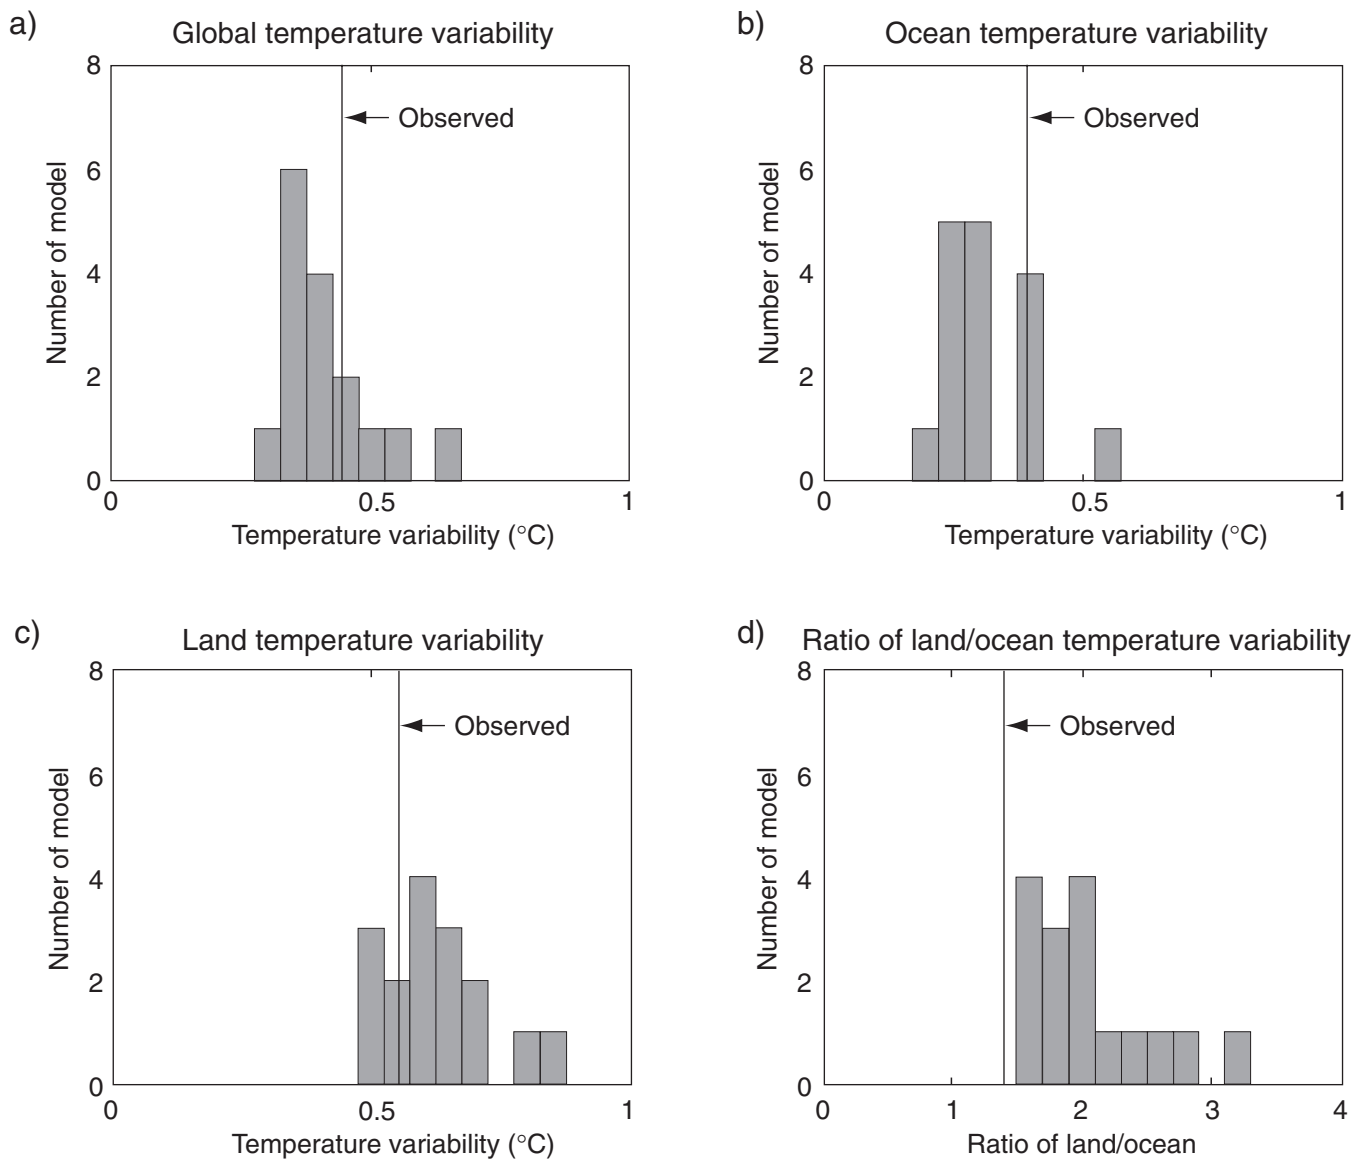 a)
Global temperature variability
8
6
4
2
0
Number of model
Observed
0
0.5
1
Temperature variability (°C)
b)
Ocean temperature variability
8
6
4
2
0
Number of model
Observed
0
0.5
1
Temperature variability (°C)
c)
Land temperature variability
8
6
4
2
0
Number of model
Observed
0
0.5
1
Temperature variability (°C)
d)
Ratio of land/ocean temperature variability
8
6
4
2
0
Number of model
Observed
0
1
2
3
4
Ratio of land/ocean